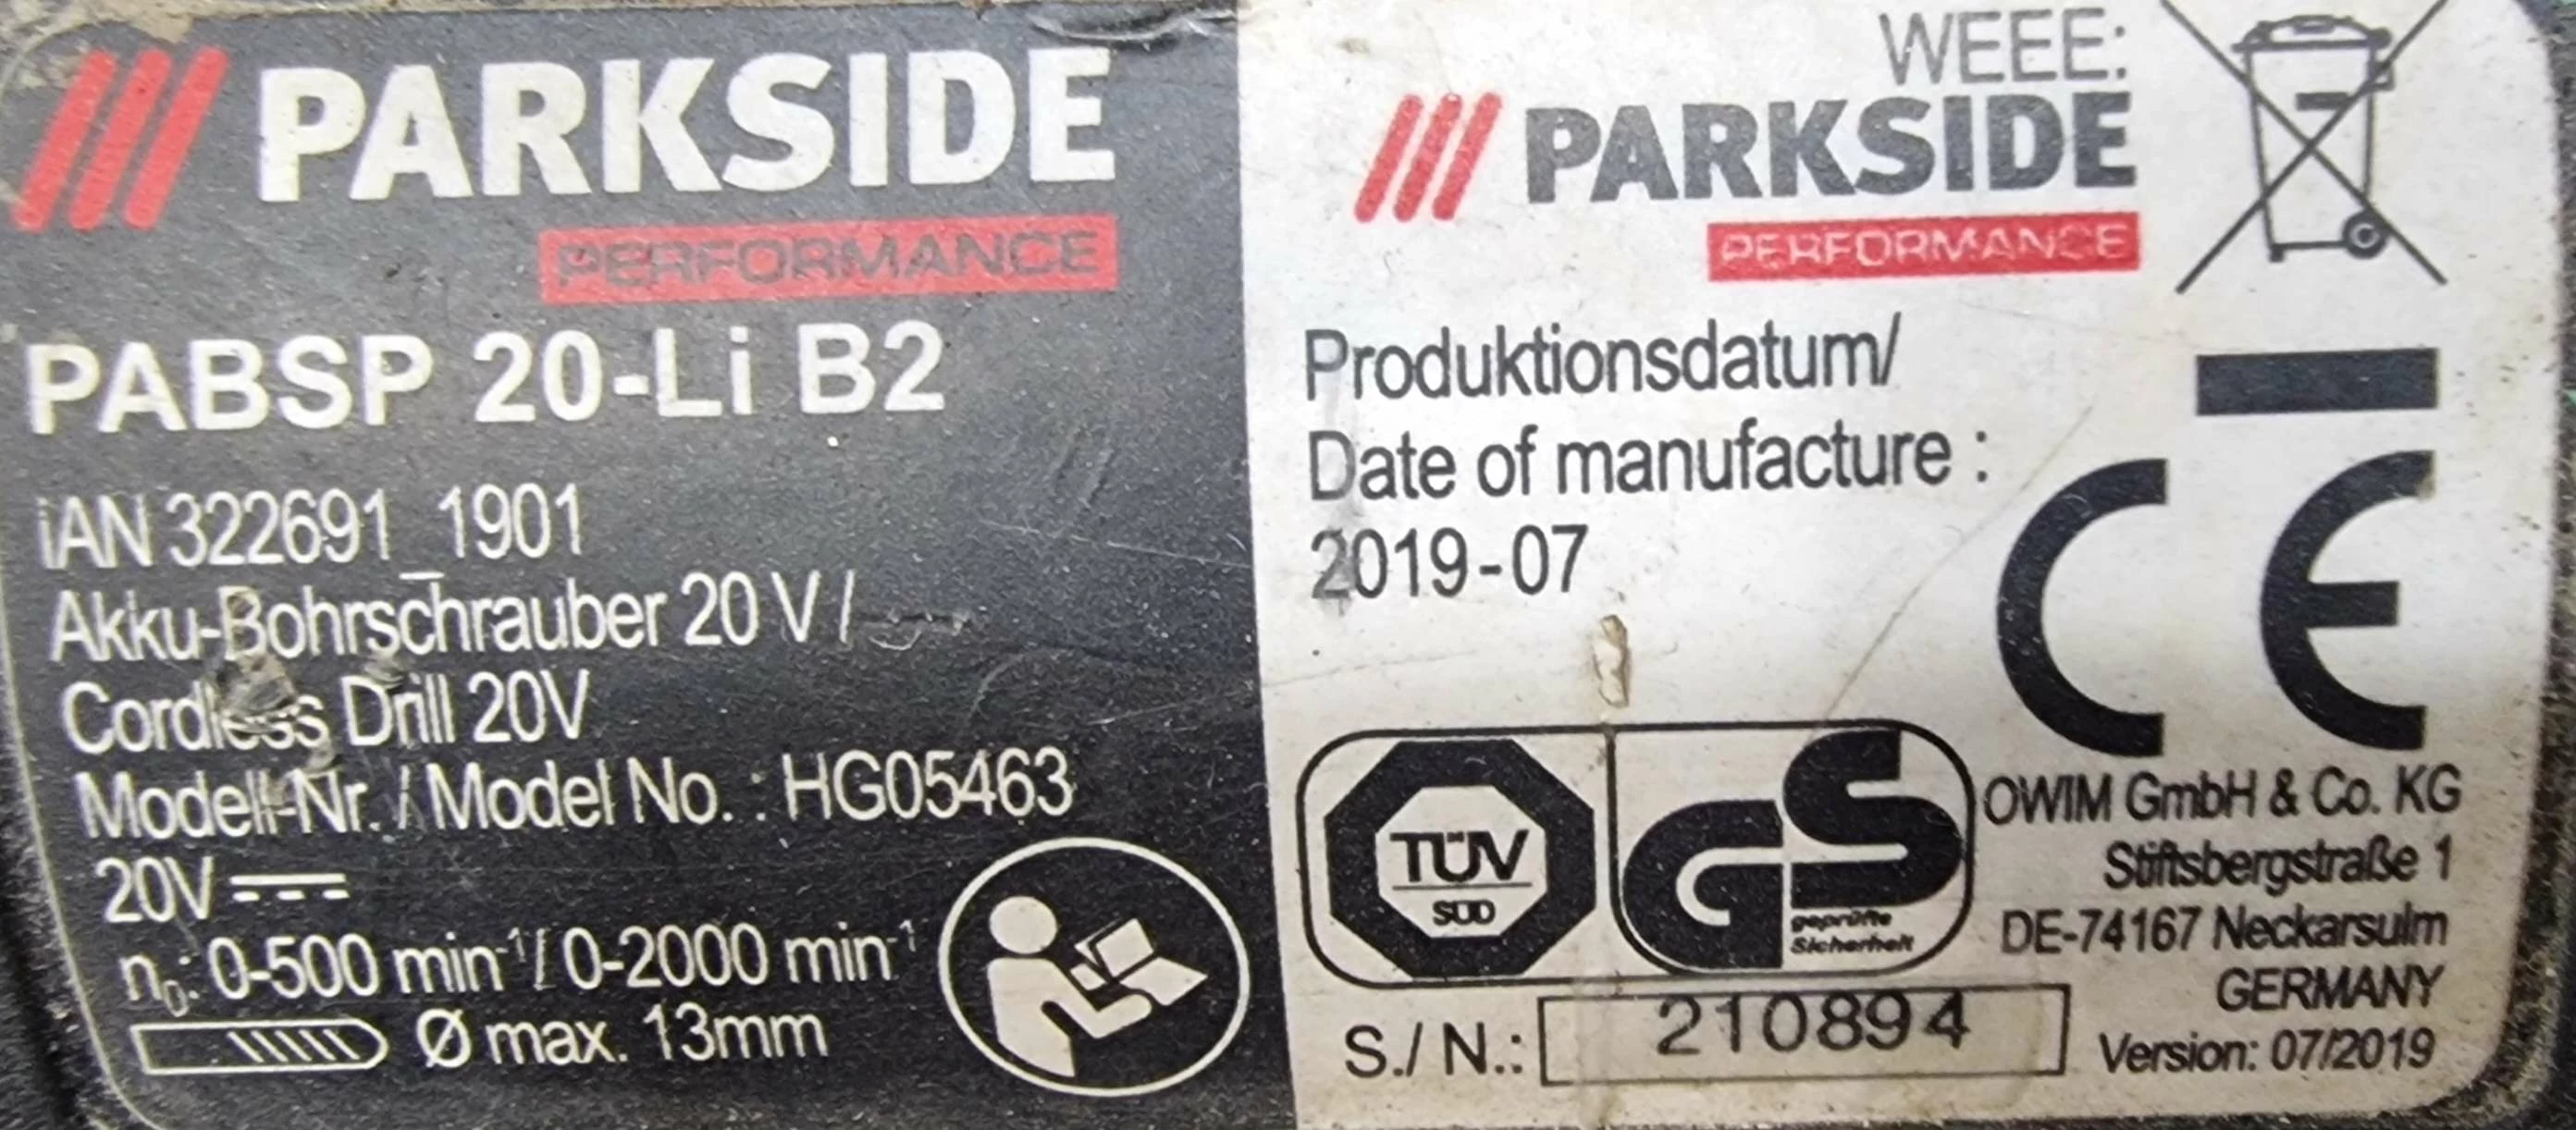 PARKSIDE
PERFORMANCE
PABSP 20-Li B2
iAN 322691_1901
Akku-Bohrschrauber 20 V /
Cordless Drill 20V
Modell-Nr. / Model No. : HG05463
20V
n₀: 0-500 min⁻¹/ 0-2000 min⁻¹
Ø max. 13mm
WEEE:
PARKSIDE
PERFORMANCE
Produktionsdatum/
Date of manufacture :
2019-07
CE
TÜV
SÜD
GS
geprüfte
Sicherheit
OWIM GmbH & Co. KG
Stiftsbergstraße 1
DE-74167 Neckarsulm
GERMANY
Version: 07/2019
S./ N.: 210894